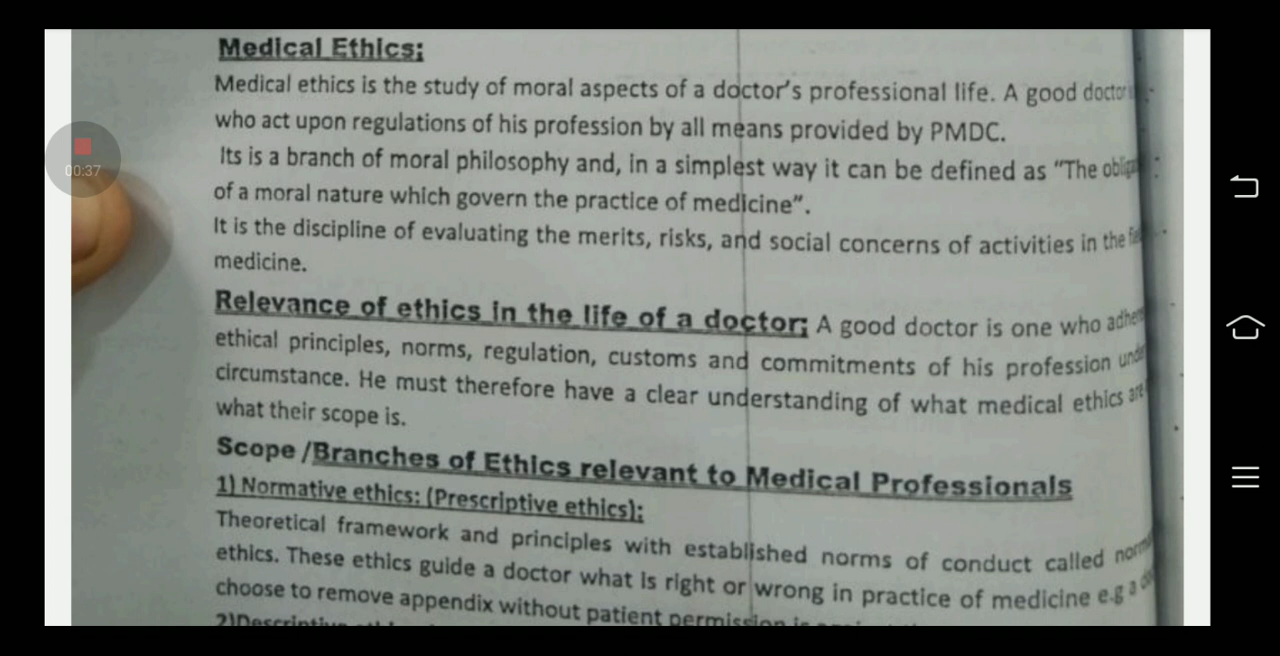 Medical Ethics;
Medical ethics is the study of moral aspects of a doctor's professional life. A good doctor
who act upon regulations of his profession by all means provided by PMDC.
Its is a branch of moral philosophy and, in a simplest way it can be defined as "The
of a moral nature which govern the practice of medicine".
It is the discipline of evaluating the merits, risks, and social concerns of activities in the
medicine.
Relevance of ethics in the life of a doctor; A good doctor is one who
ethical principles, norms, regulation, customs and commitments of his profession
circumstance. He must therefore have a clear understanding of what medical ethics are
what their scope is.
Scope /Branches of Ethics relevant to Medical Professionals
1) Normative ethics: (Prescriptive ethics);
Theoretical framework and principles with established norms of conduct called
ethics. These ethics guide a doctor what is right or wrong in practice of medicine e.g a
choose to remove appendix without patient permission is
00:37